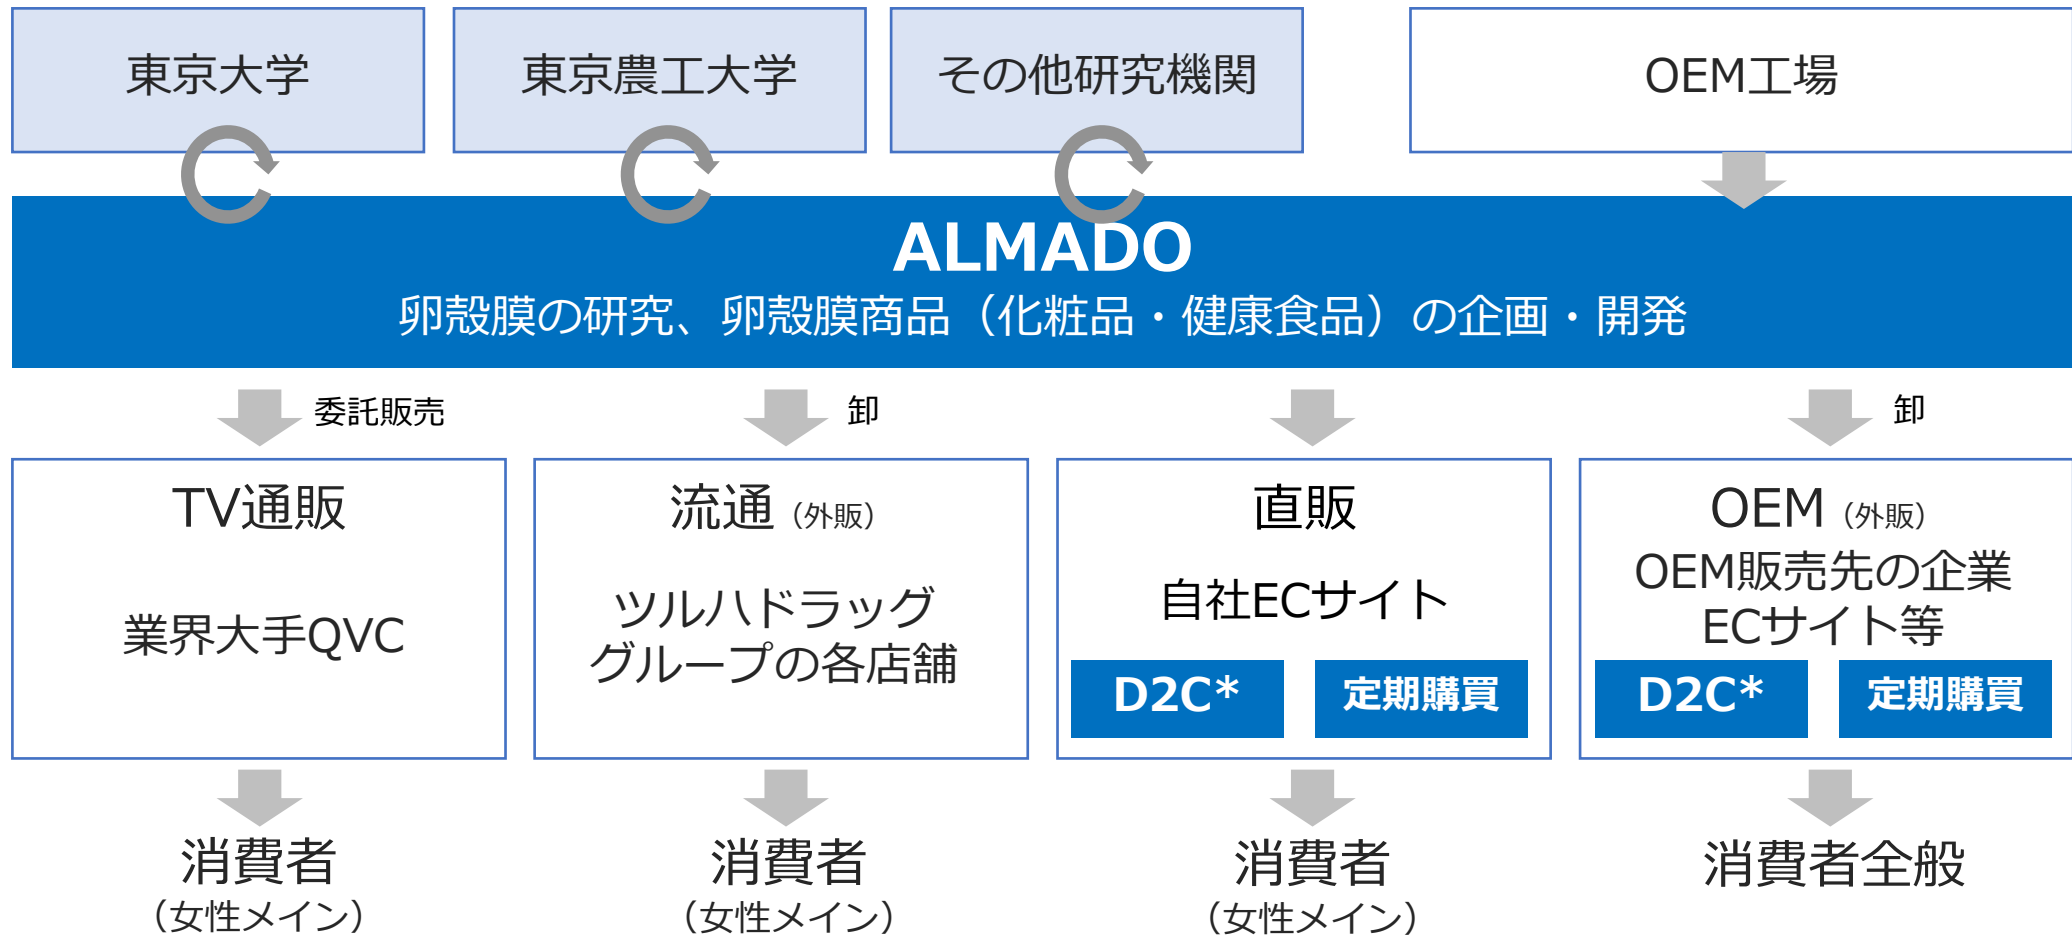 東京大学
東京農工大学
その他研究機関
OEM工場
ALMADO
卵殻膜の研究、卵殻膜商品（化粧品・健康食品）の企画・開発
委託販売
卸
卸
TV通販
業界大手QVC
流通（外販）
ツルハドラッグ
グループの各店舗
直販
自社ECサイト
D2C*
定期購買
OEM（外販）
OEM販売先の企業
ECサイト等
D2C*
定期購買
消費者
（女性メイン）
消費者
（女性メイン）
消費者
（女性メイン）
消費者全般